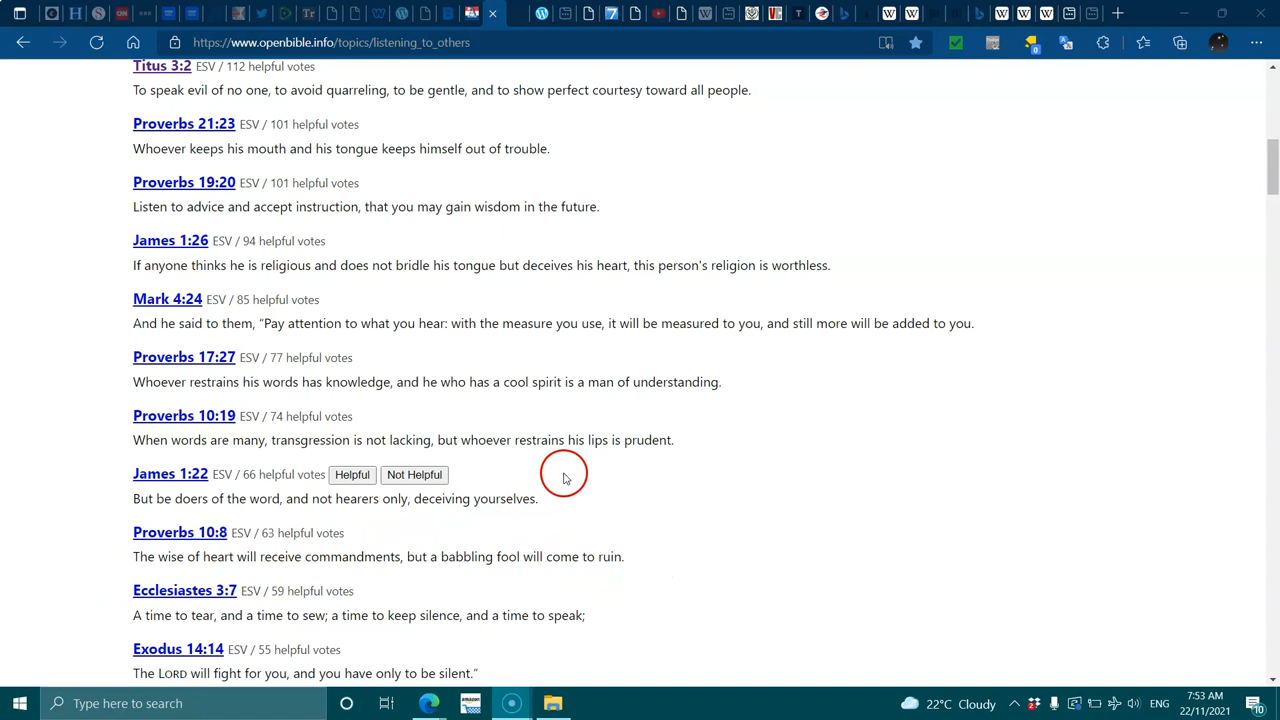 CNN
Tr
7
VC
T
W
W
W
W
W
https://www.openbible.info/topics/listening_to_others
0
Titus 3:2 ESV / 112 helpful votes
To speak evil of no one, to avoid quarreling, to be gentle, and to show perfect courtesy toward all people.
Proverbs 21:23 ESV / 101 helpful votes
Whoever keeps his mouth and his tongue keeps himself out of trouble.
Proverbs 19:20 ESV / 101 helpful votes
Listen to advice and accept instruction, that you may gain wisdom in the future.
James 1:26 ESV / 94 helpful votes
If anyone thinks he is religious and does not bridle his tongue but deceives his heart, this person's religion is worthless.
Mark 4:24 ESV / 85 helpful votes
And he said to them, “Pay attention to what you hear: with the measure you use, it will be measured to you, and still more will be added to you.
Proverbs 17:27 ESV / 77 helpful votes
Whoever restrains his words has knowledge, and he who has a cool spirit is a man of understanding.
Proverbs 10:19 ESV / 74 helpful votes
When words are many, transgression is not lacking, but whoever restrains his lips is prudent.
James 1:22 ESV / 66 helpful votes Helpful Not Helpful
But be doers of the word, and not hearers only, deceiving yourselves.
Proverbs 10:8 ESV / 63 helpful votes
The wise of heart will receive commandments, but a babbling fool will come to ruin.
Ecclesiastes 3:7 ESV / 59 helpful votes
A time to tear, and a time to sew; a time to keep silence, and a time to speak;
Exodus 14:14 ESV / 55 helpful votes
The LORD will fight for you, and you have only to be silent.”
Type here to search
amazon
22°C Cloudy
2
ENG
7:53 AM
22/11/2021
10